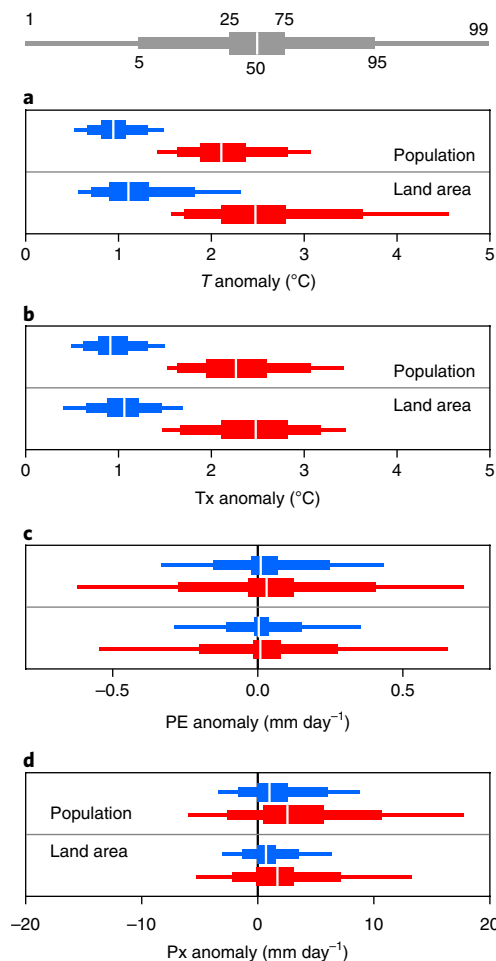 1 25 75 99
5 50 95
a
Population
Land area
0 1 2 3 4 5
T anomaly (°C)
b
Population
Land area
0 1 2 3 4 5
Tx anomaly (°C)
c
−0.5 0.0 0.5
PE anomaly (mm day⁻¹)
d
Population
Land area
−20 −10 0 10 20
Px anomaly (mm day⁻¹)